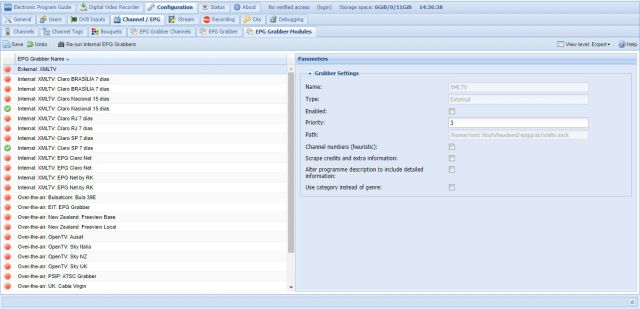 Electronic Program Guide Digital Video Recorder Configuration Status About No verified access (login) Storage space: 6GiB/0/11GiB 14:36:38
General Users DVB Inputs Channel / EPG Stream Recording CAs Debugging
Channels Channel Tags Bouquets EPG Grabber Channels EPG Grabber EPG Grabber Modules
Save Undo Re-run Internal EPG Grabbers View level: Expert Help
EPG Grabber Name
External: XMLTV
Internal: XMLTV: Claro BRASÍLIA 7 dias
Internal: XMLTV: Claro BRASÍLIA 7 dias
Internal: XMLTV: Claro Nacional 15 dias
Internal: XMLTV: Claro Nacional 15 dias
Internal: XMLTV: Claro RJ 7 dias
Internal: XMLTV: Claro RJ 7 dias
Internal: XMLTV: Claro SP 7 dias
Internal: XMLTV: Claro SP 7 dias
Internal: XMLTV: EPG Claro Net
Internal: XMLTV: EPG Claro Net
Internal: XMLTV: EPG Net by RK
Internal: XMLTV: EPG Net by RK
Over-the-air: Bulsatcom: Bula 39E
Over-the-air: EIT: EPG Grabber
Over-the-air: New Zealand: Freeview Base
Over-the-air: New Zealand: Freeview Local
Over-the-air: OpenTV: Ausat
Over-the-air: OpenTV: Sky Italia
Over-the-air: OpenTV: Sky NZ
Over-the-air: OpenTV: Sky UK
Over-the-air: PSIP: ATSC Grabber
Over-the-air: UK: Cable Virgin
Parameters
Grabber Settings
Name: XMLTV
Type: External
Enabled:
Priority: 3
Path: /home/root/.hts/tvheadend/epggrab/xmltv.sock
Channel numbers (heuristic):
Scrape credits and extra information:
Alter programme description to include detailed
information:
Use category instead of genre: